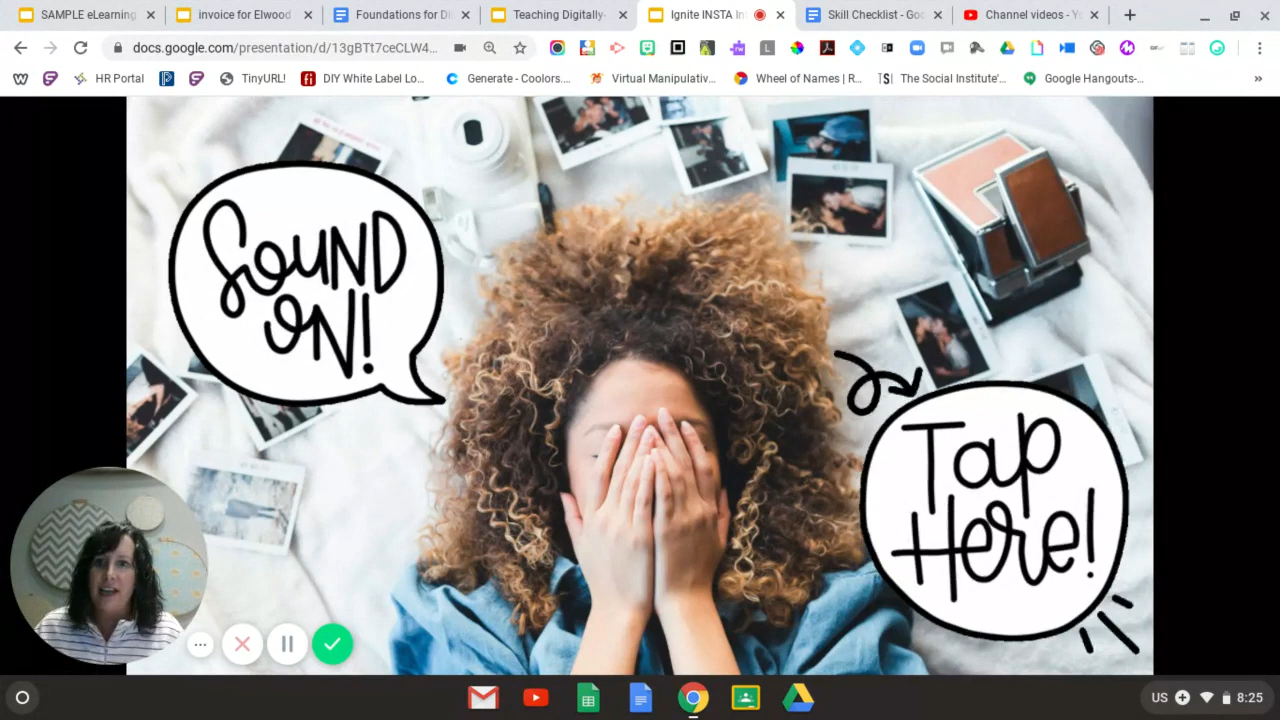 SAMPLE eLearning
invoice for Elwood
Foundations for Di
Teaching Digitally-
Ignite INSTA In
Skill Checklist - Goo
Channel videos - Y
docs.google.com/presentation/d/13gBTt7ceCLW4...
HR Portal
TinyURL!
DIY White Label Lo...
Generate - Coolors....
Virtual Manipulativ...
Wheel of Names | R...
The Social Institute'...
Google Hangouts-...
»
SOUND
ON!
Tap
Here!
US
8:25